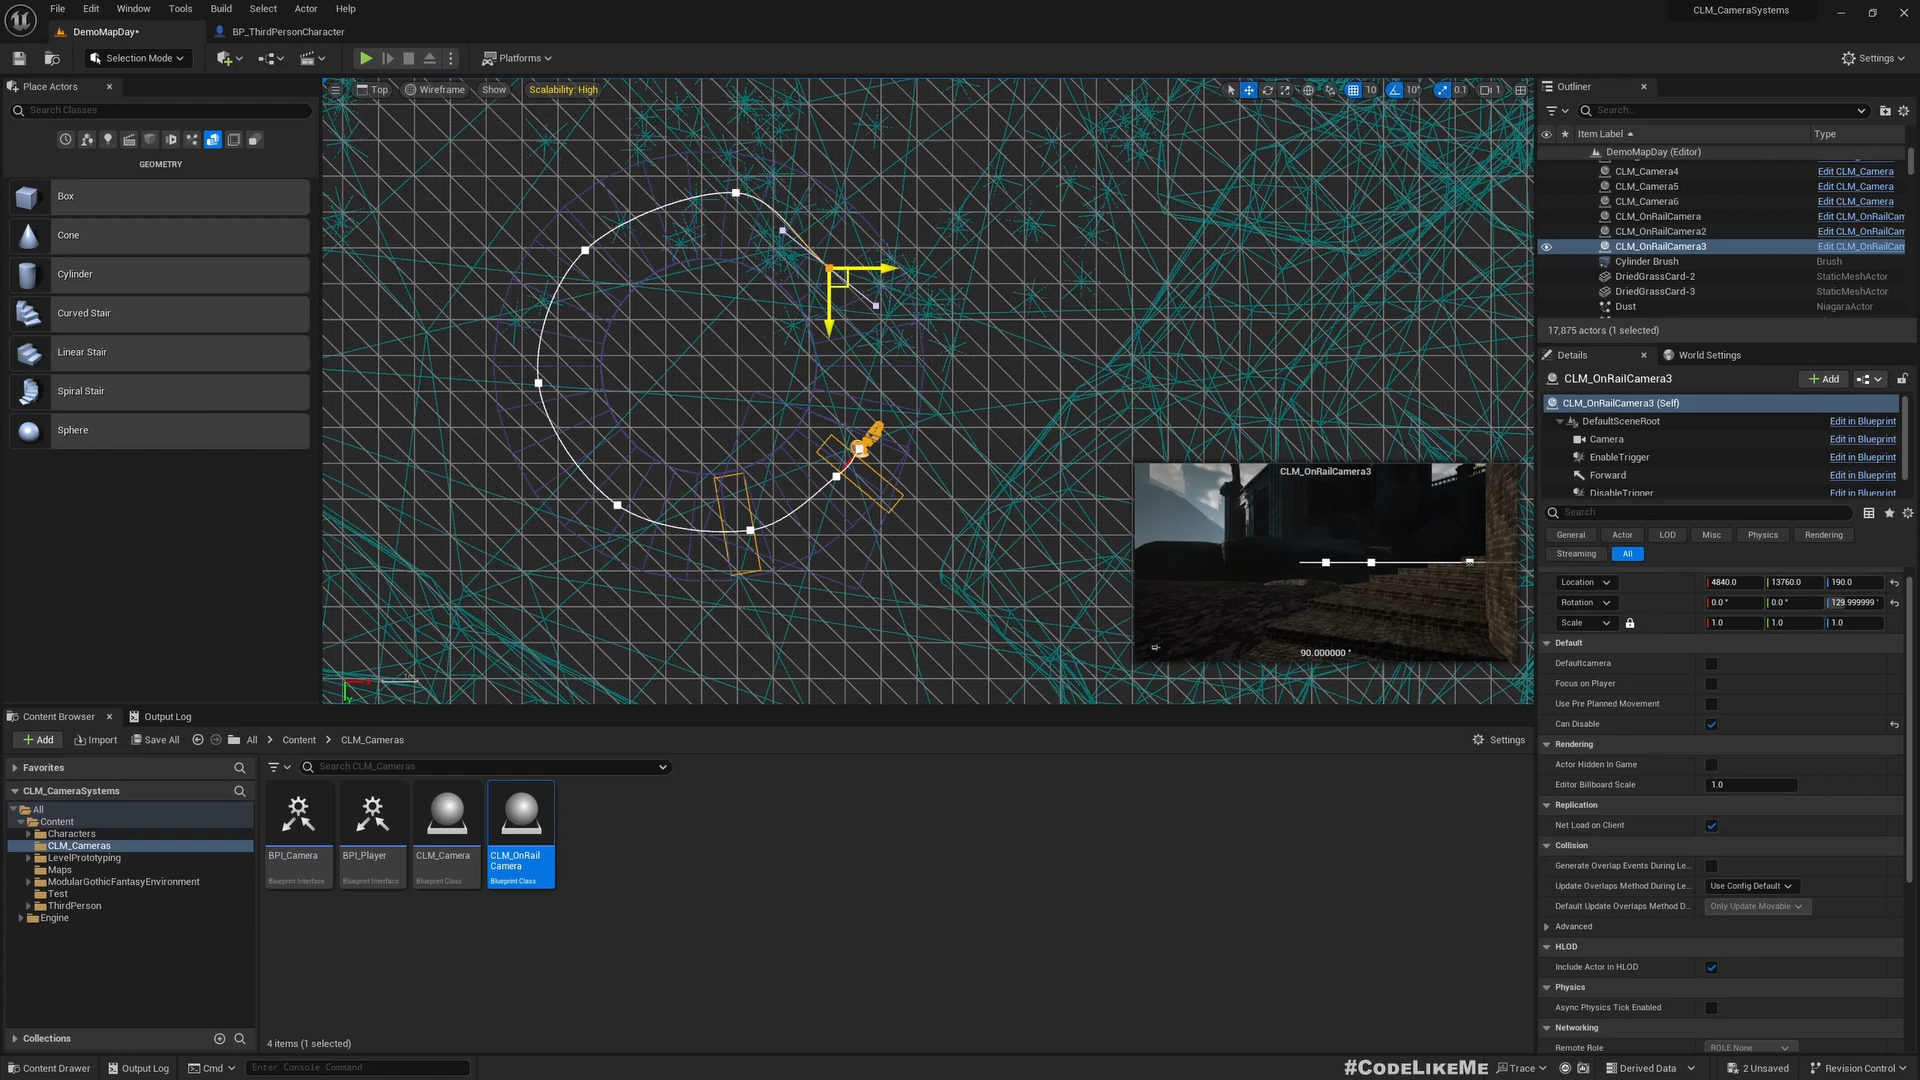 File Edit Window Tools Build Select Actor Help
CLM_CameraSystems
DemoMapDay•
BP_ThirdPersonCharacter
Selection Mode
Platforms
Settings
Place Actors
Search Classes
GEOMETRY
Box
Cone
Cylinder
Curved Stair
Linear Stair
Spiral Stair
Sphere
Top
Wireframe
Show
Scalability: High
10
10°
0.1
1
CLM_OnRailCamera3
90.000000 °
Outliner
Search...
Item Label
Type
DemoMapDay (Editor)
CLM_Camera4 Edit CLM_Camera
CLM_Camera5 Edit CLM_Camera
CLM_Camera6 Edit CLM_Camera
CLM_OnRailCamera Edit CLM_OnRailCam
CLM_OnRailCamera2 Edit CLM_OnRailCam
CLM_OnRailCamera3 Edit CLM_OnRailCam
Cylinder Brush Brush
DriedGrassCard-2 StaticMeshActor
DriedGrassCard-3 StaticMeshActor
Dust NiagaraActor
17,875 actors (1 selected)
Details
World Settings
CLM_OnRailCamera3
Add
CLM_OnRailCamera3 (Self)
DefaultSceneRoot Edit in Blueprint
Camera Edit in Blueprint
EnableTrigger Edit in Blueprint
Forward Edit in Blueprint
DisableTrigger Edit in Blueprint
Search
General Actor LOD Misc Physics Rendering
Streaming All
Location 4840.0 13760.0 190.0
Rotation 0.0 ° 0.0 ° 129.999999 °
Scale 1.0 1.0 1.0
Default
Defaultcamera
Focus on Player
Use Pre Planned Movement
Can Disable
Rendering
Actor Hidden In Game
Editor Billboard Scale 1.0
Replication
Net Load on Client
Collision
Generate Overlap Events During Le...
Update Overlaps Method During Le... Use Config Default
Default Update Overlaps Method D... Only Update Movable
Advanced
HLOD
Include Actor in HLOD
Physics
Async Physics Tick Enabled
Networking
Remote Role ROLE None
Content Browser
Output Log
Add
Import
Save All
All
Content
CLM_Cameras
Settings
Favorites
CLM_CameraSystems
All
Content
Characters
CLM_Cameras
LevelPrototyping
Maps
ModularGothicFantasyEnvironment
Test
ThirdPerson
Engine
Collections
Search CLM_Cameras
BPI_Camera
Blueprint Interface
BPI_Player
Blueprint Interface
CLM_Camera
Blueprint Class
CLM_OnRail
Camera
Blueprint Class
4 items (1 selected)
Content Drawer
Output Log
Cmd
Enter Console Command
#CODELIKEME
Trace
Derived Data
2 Unsaved
Revision Control